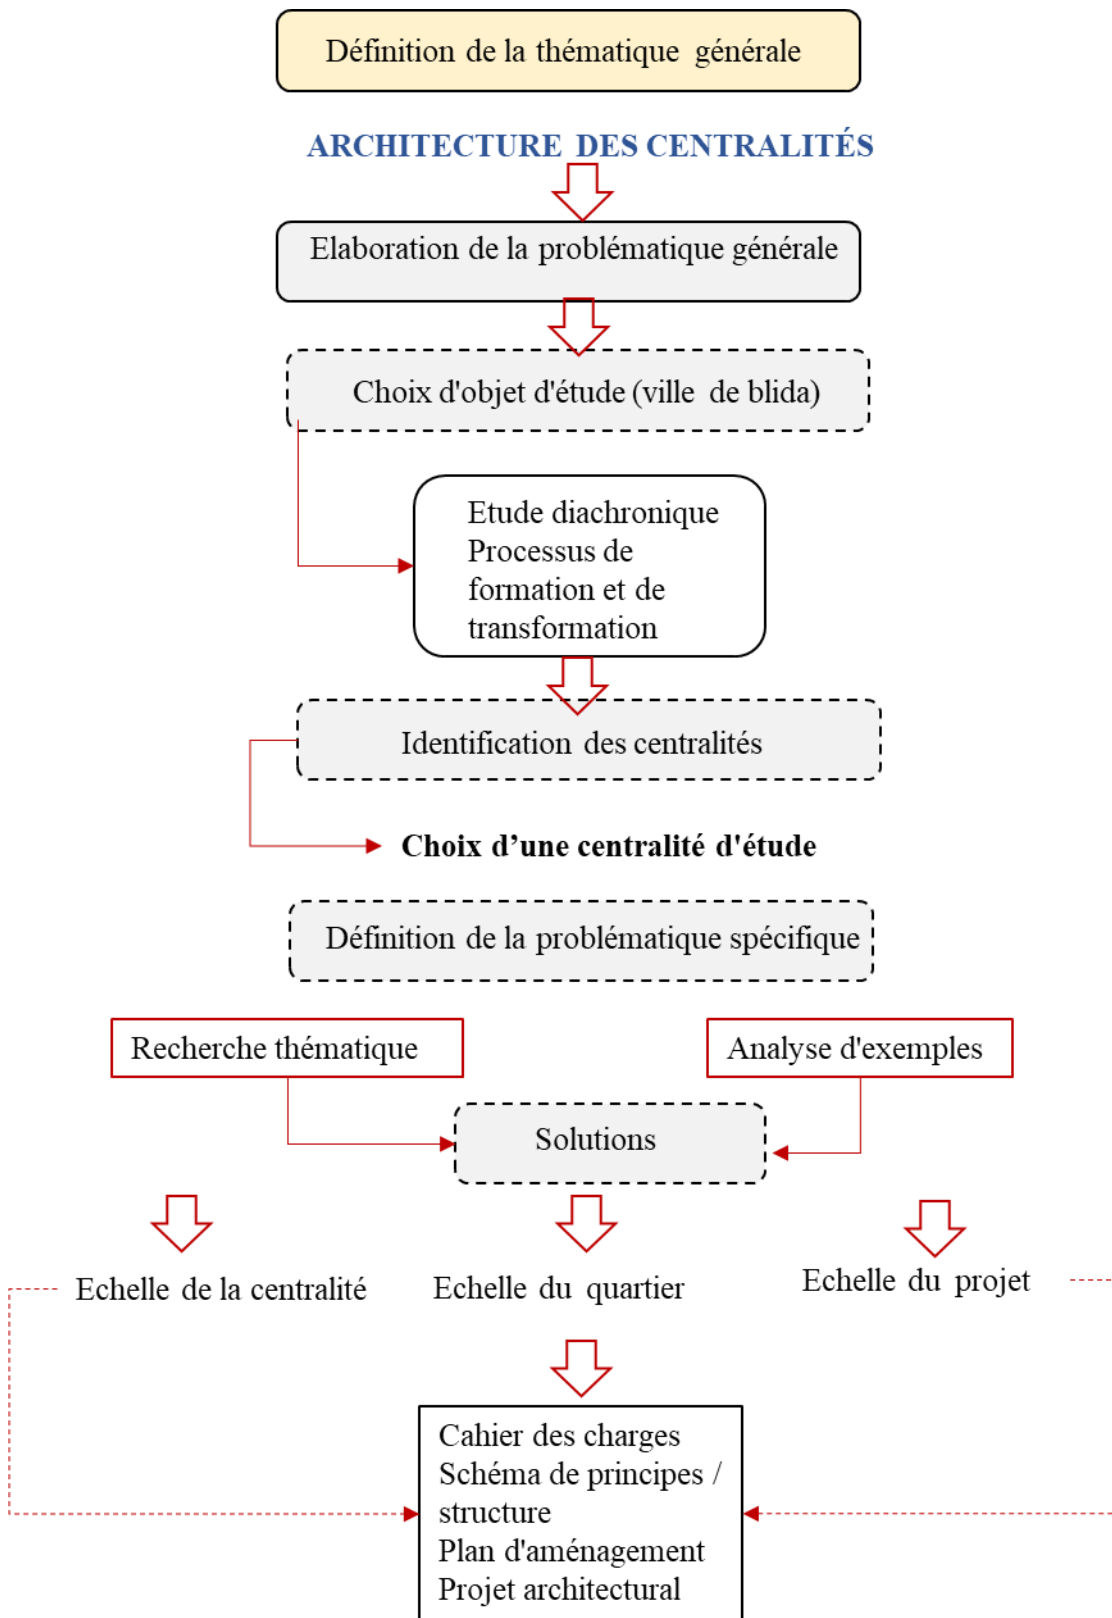 Définition de la thématique générale
ARCHITECTURE DES CENTRALITÉS
Elaboration de la problématique générale
Choix d'objet d'étude (ville de blida)
Etude diachronique
Processus de
formation et de
transformation
Identification des centralités
Choix d’une centralité d'étude
Définition de la problématique spécifique
Recherche thématique
Analyse d'exemples
Solutions
Echelle de la centralité
Echelle du quartier
Echelle du projet
Cahier des charges
Schéma de principes /
structure
Plan d'aménagement
Projet architectural